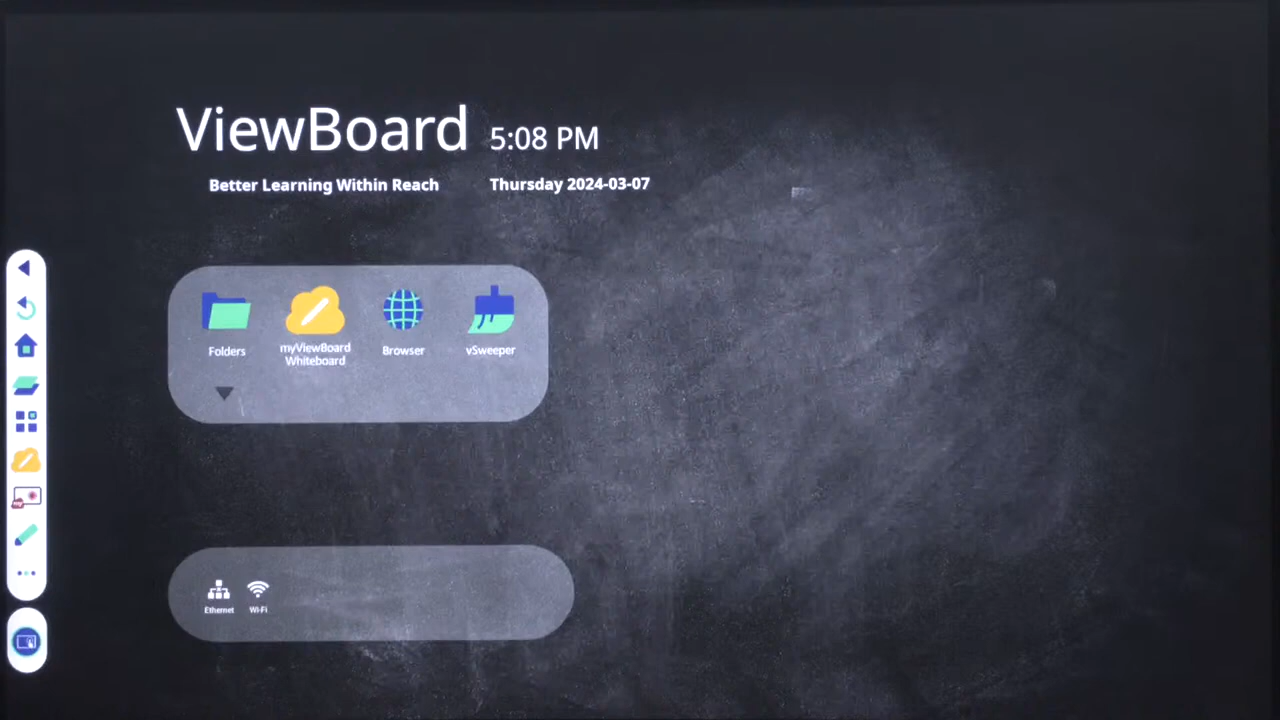 ViewBoard 5:08 PM
Better Learning Within Reach Thursday 2024-03-07
Folders
myViewBoard
Whiteboard
Browser
vSweeper
Ethernet
Wi-Fi